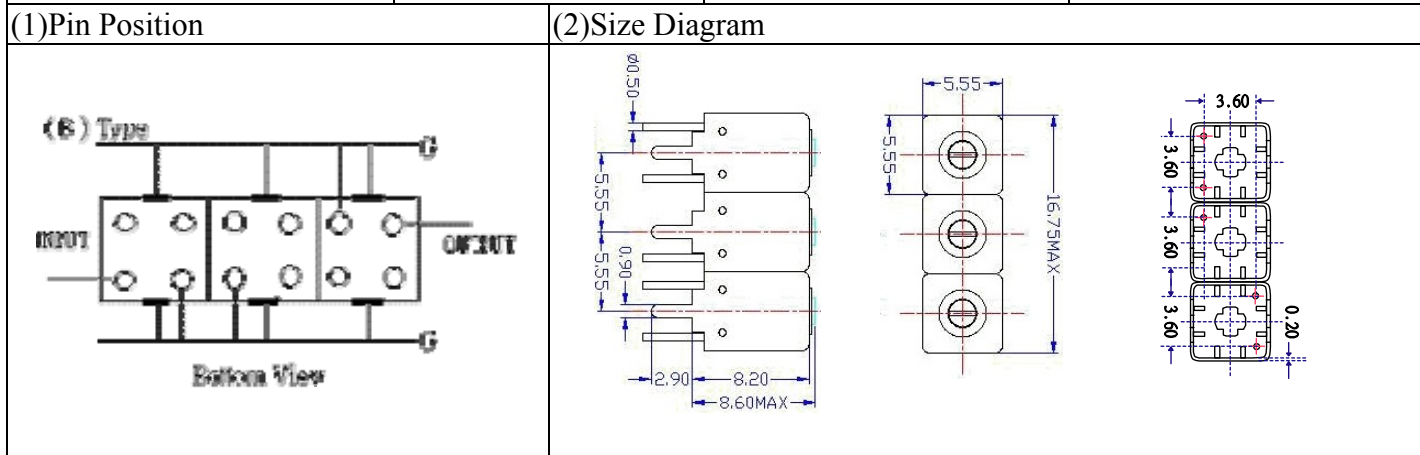 (1)Pin Position
(2)Size Diagram
(B) Type
G
INPUT
OUTPUT
G
Bottom View
Ø0.50
5.55
5.55
0.90
2.90
8.20
8.60MAX
5.55
5.55
16.75MAX
3.60
3.60
3.60
3.60
0.20